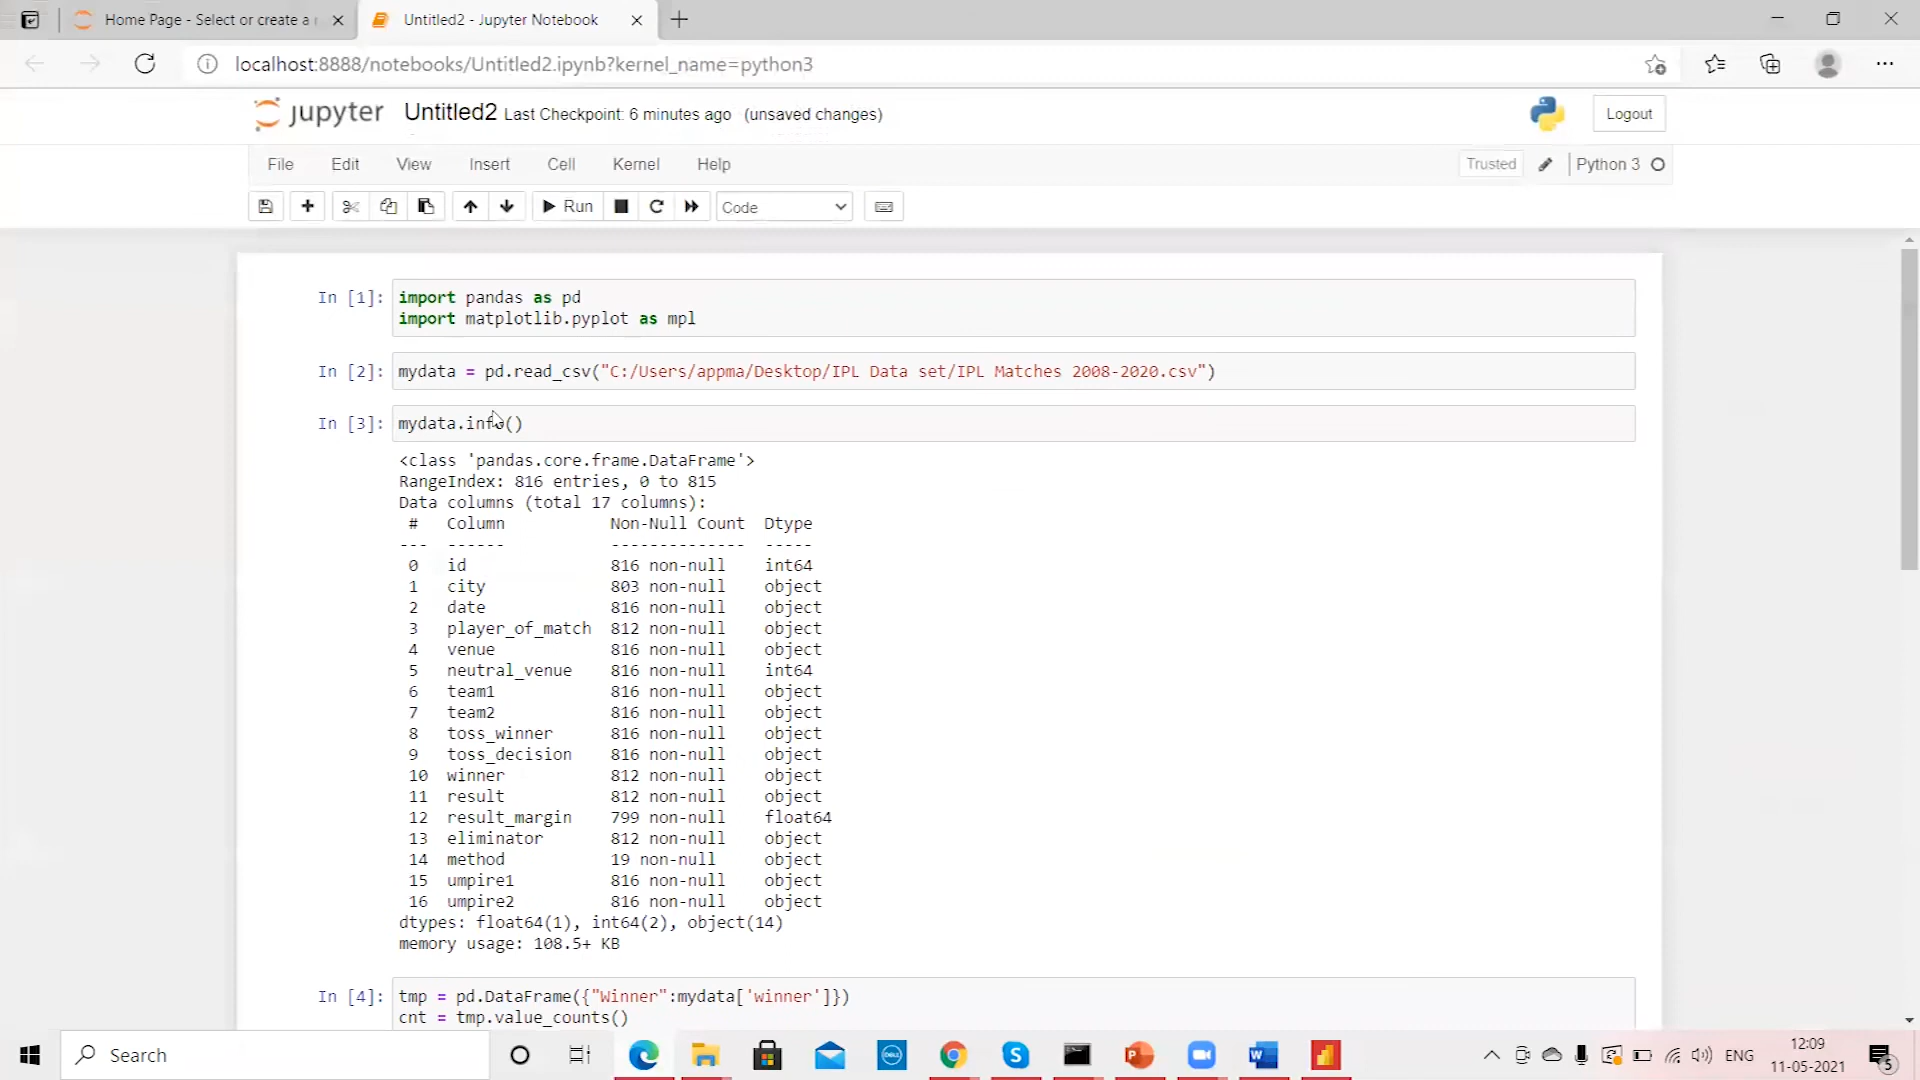 Home Page - Select or create a
Untitled2 - Jupyter Notebook
localhost:8888/notebooks/Untitled2.ipynb?kernel_name=python3
jupyter Untitled2 Last Checkpoint: 6 minutes ago (unsaved changes)
Logout
File Edit View Insert Cell Kernel Help
Trusted Python 3
Run Code
In [1]: import pandas as pd
import matplotlib.pyplot as mpl
In [2]: mydata = pd.read_csv("C:/Users/appma/Desktop/IPL Data set/IPL Matches 2008-2020.csv")
In [3]: mydata.info()
<class 'pandas.core.frame.DataFrame'>
RangeIndex: 816 entries, 0 to 815
Data columns (total 17 columns):
# Column Non-Null Count Dtype
--- ------ -------------- -----
0 id 816 non-null int64
1 city 803 non-null object
2 date 816 non-null object
3 player_of_match 812 non-null object
4 venue 816 non-null object
5 neutral_venue 816 non-null int64
6 team1 816 non-null object
7 team2 816 non-null object
8 toss_winner 816 non-null object
9 toss_decision 816 non-null object
10 winner 812 non-null object
11 result 812 non-null object
12 result_margin 799 non-null float64
13 eliminator 812 non-null object
14 method 19 non-null object
15 umpire1 816 non-null object
16 umpire2 816 non-null object
dtypes: float64(1), int64(2), object(14)
memory usage: 108.5+ KB
In [4]: tmp = pd.DataFrame({"Winner":mydata['winner']})
cnt = tmp.value_counts()
Search
DELL
ENG
12:09
11-05-2021
5